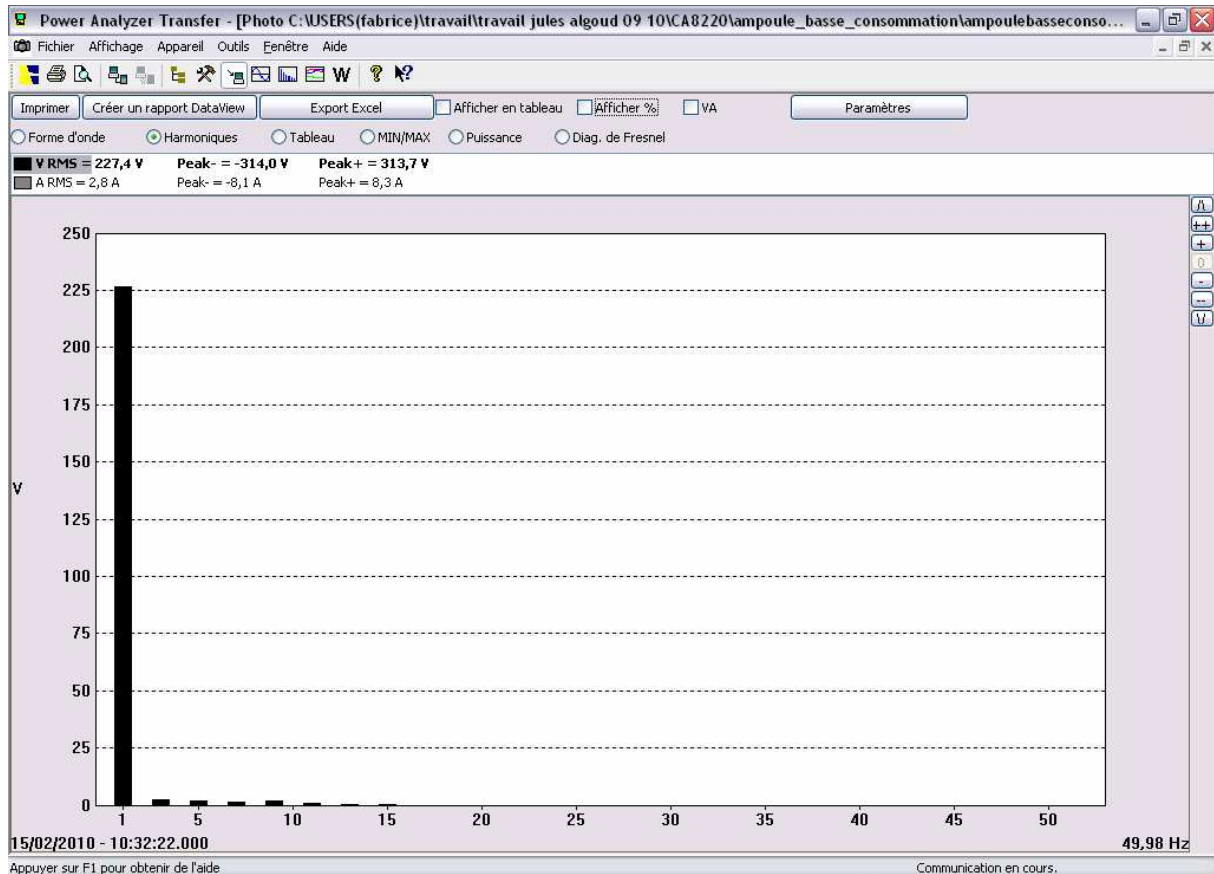 Power Analyzer Transfer - [Photo C:\USERS(fabrice)\travail\travail jules algoud 09 10\CA8220\ampoule_basse_consommation\ampoulebasseconso...
Fichier Affichage Appareil Outils Fenêtre Aide
W ? ?
Imprimer Créer un rapport DataView Export Excel Afficher en tableau Afficher % VA Paramètres
Forme d'onde Harmoniques Tableau MIN/MAX Puissance Diag. de Fresnel
V RMS = 227,4 V Peak- = -314,0 V Peak+ = 313,7 V
A RMS = 2,8 A Peak- = -8,1 A Peak+ = 8,3 A
++
+
0
-
--
250
225
200
175
150
V
125
100
75
50
25
0
1 5 10 15 20 25 30 35 40 45 50
15/02/2010 - 10:32:22.000 49,98 Hz
Appuyer sur F1 pour obtenir de l'aide Communication en cours.